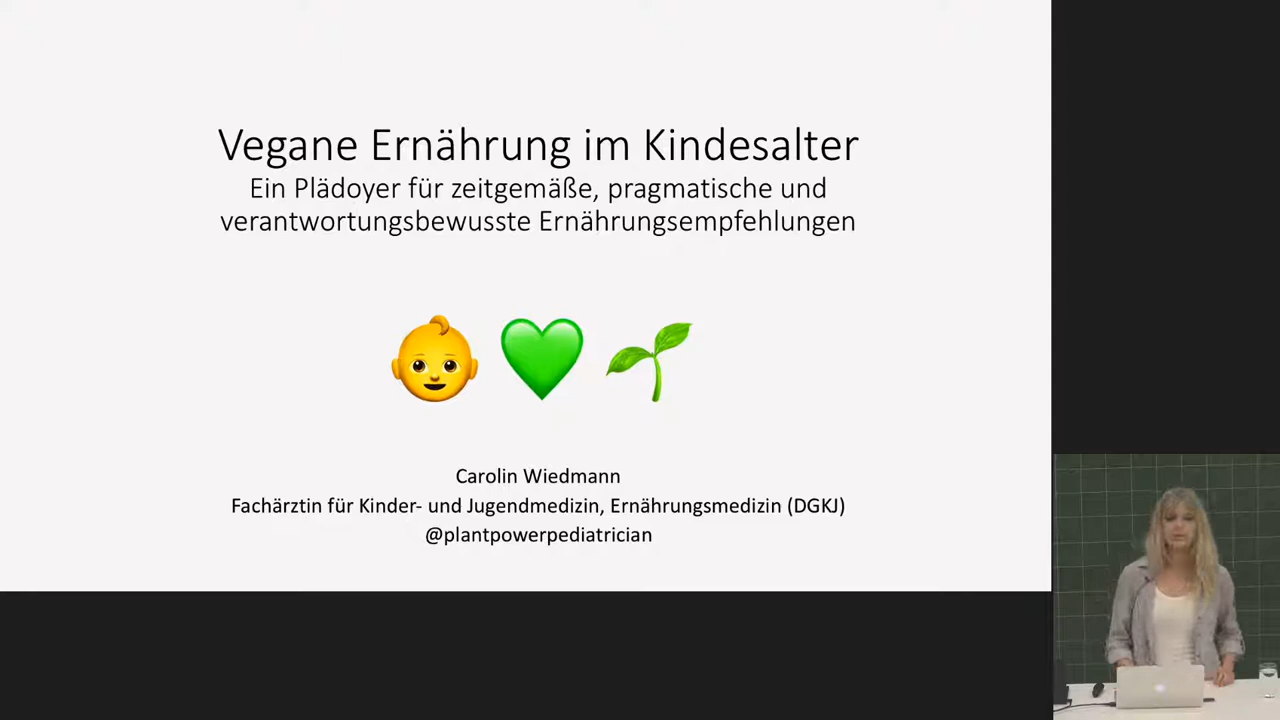 Vegane Ernährung im Kindesalter
Ein Plädoyer für zeitgemäße, pragmatische und
verantwortungsbewusste Ernährungsempfehlungen
Carolin Wiedmann
Fachärztin für Kinder- und Jugendmedizin, Ernährungsmedizin (DGKJ)
@plantpowerpediatrician